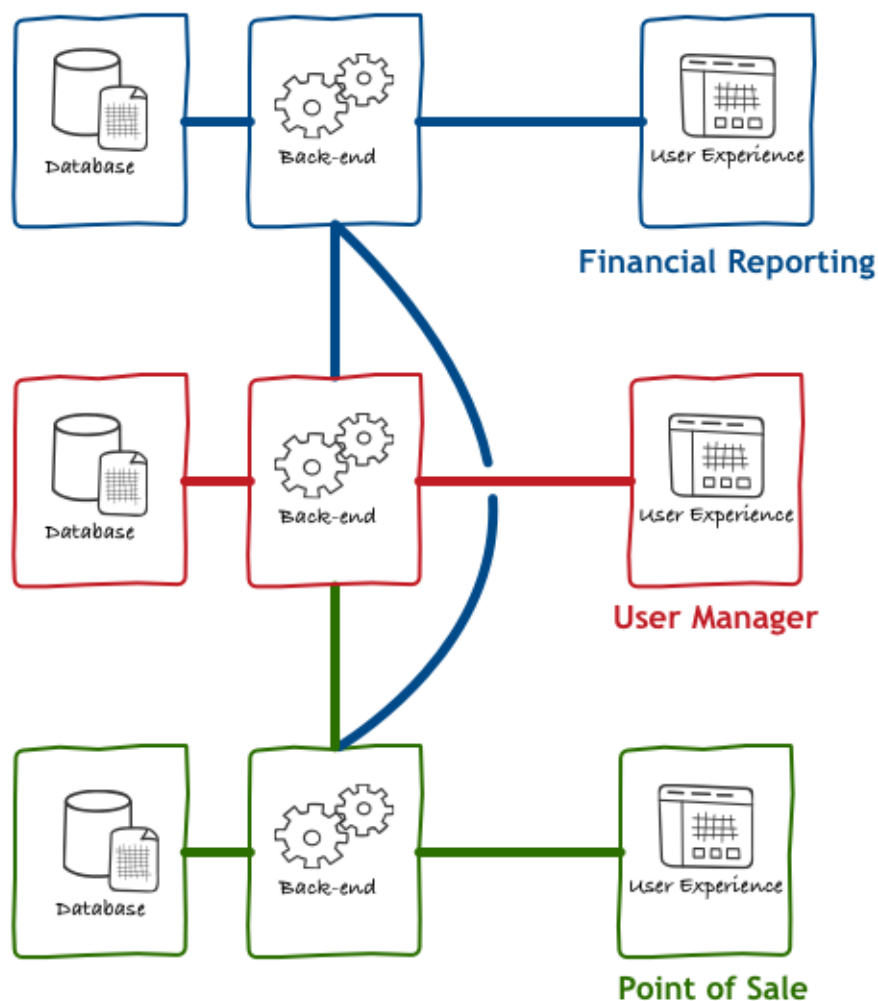 Database
Back-end
User Experience
Financial Reporting
Database
Back-end
User Experience
User Manager
Database
Back-end
User Experience
Point of Sale